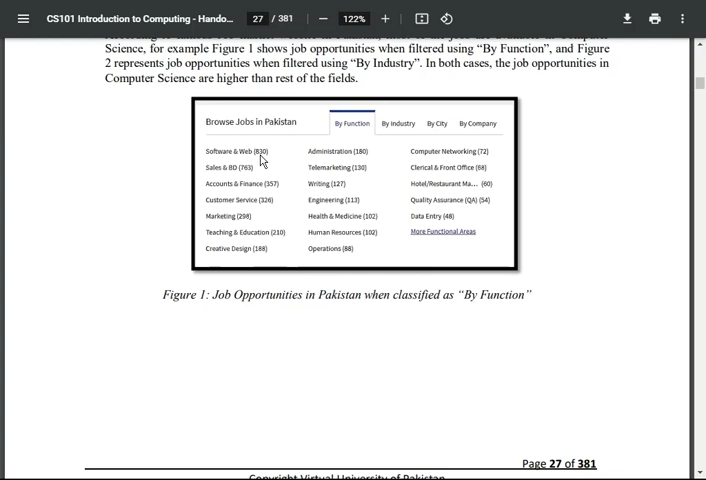 CS101 Introduction to Computing - Hando... 27 / 381 122%
Science, for example Figure 1 shows job opportunities when filtered using “By Function”, and Figure
2 represents job opportunities when filtered using “By Industry”. In both cases, the job opportunities in
Computer Science are higher than rest of the fields.
Browse Jobs in Pakistan By Function By Industry By City By Company
Software & Web (830) Administration (180) Computer Networking (72)
Sales & BD (763) Telemarketing (130) Clerical & Front Office (68)
Accounts & Finance (357) Writing (127) Hotel/Restaurant Ma... (60)
Customer Service (326) Engineering (113) Quality Assurance (QA) (54)
Marketing (298) Health & Medicine (102) Data Entry (48)
Teaching & Education (210) Human Resources (102) More Functional Areas
Creative Design (188) Operations (88)
Figure 1: Job Opportunities in Pakistan when classified as “By Function”
Page 27 of 381
Copyright Virtual University of Pakistan